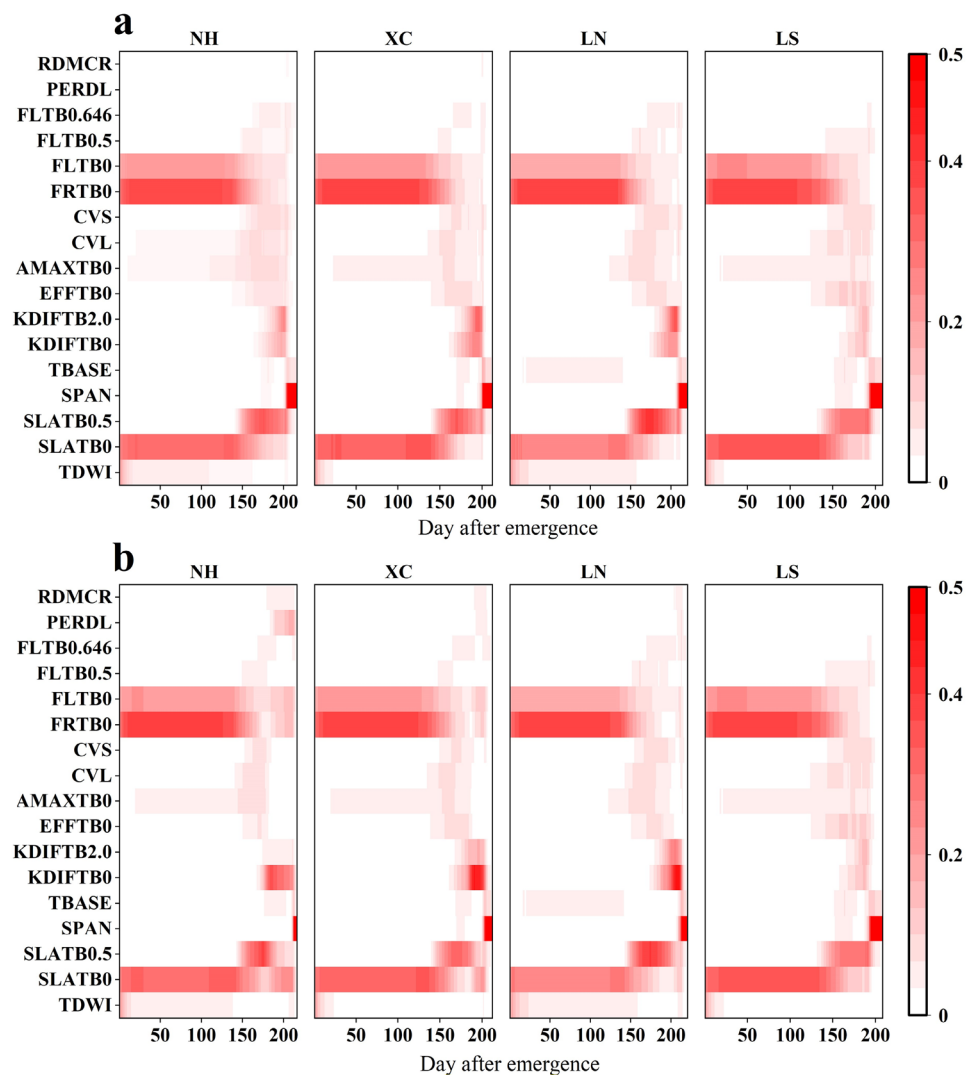 a
NH XC LN LS
RDMCR
PERDL
FLTB0.646
FLTB0.5
FLTB0
FRTB0
CVS
CVL
AMAXTB0
EFFTB0
KDIFTB2.0
KDIFTB0
TBASE
SPAN
SLATB0.5
SLATB0
TDWI
0.5
0.4
0.2
0
50 100 150 200 50 100 150 200 50 100 150 200 50 100 150 200
Day after emergence
b
NH XC LN LS
RDMCR
PERDL
FLTB0.646
FLTB0.5
FLTB0
FRTB0
CVS
CVL
AMAXTB0
EFFTB0
KDIFTB2.0
KDIFTB0
TBASE
SPAN
SLATB0.5
SLATB0
TDWI
0.5
0.4
0.2
0
50 100 150 200 50 100 150 200 50 100 150 200 50 100 150 200
Day after emergence